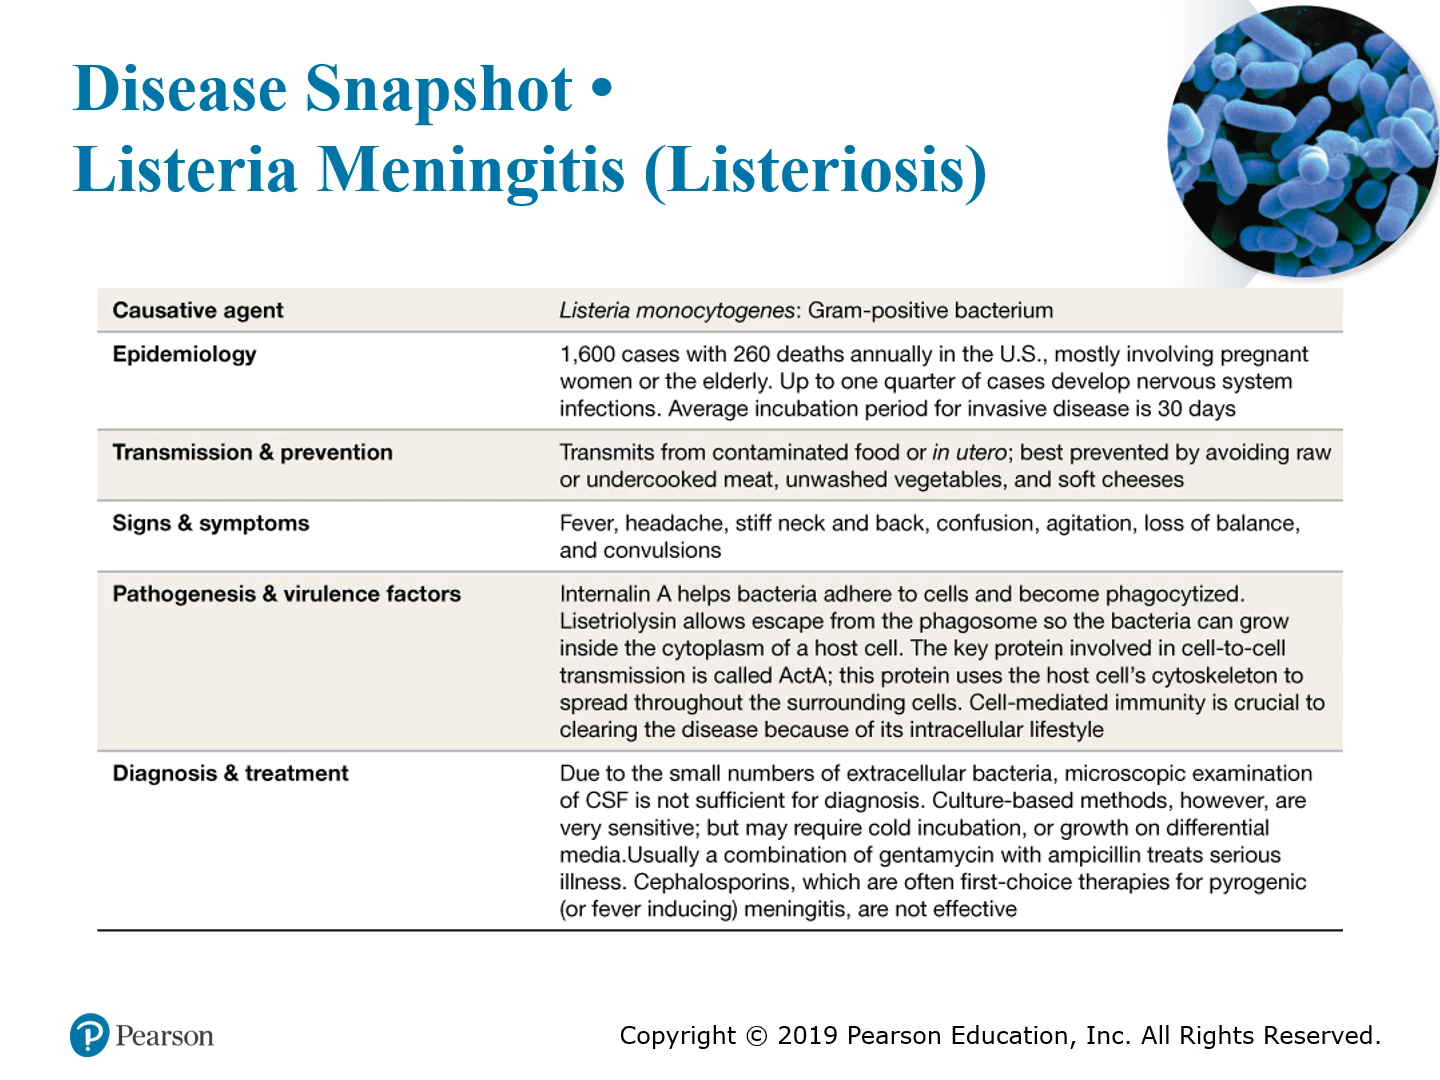 Disease Snapshot •
Listeria Meningitis (Listeriosis)
Causative agent
Listeria monocytogenes: Gram-positive bacterium
Epidemiology
1,600 cases with 260 deaths annually in the U.S., mostly involving pregnant
women or the elderly. Up to one quarter of cases develop nervous system
infections. Average incubation period for invasive disease is 30 days
Transmission & prevention
Transmits from contaminated food or in utero; best prevented by avoiding raw
or undercooked meat, unwashed vegetables, and soft cheeses
Signs & symptoms
Fever, headache, stiff neck and back, confusion, agitation, loss of balance,
and convulsions
Pathogenesis & virulence factors
Internalin A helps bacteria adhere to cells and become phagocytized.
Lisetriolysin allows escape from the phagosome so the bacteria can grow
inside the cytoplasm of a host cell. The key protein involved in cell-to-cell
transmission is called ActA; this protein uses the host cell's cytoskeleton to
spread throughout the surrounding cells. Cell-mediated immunity is crucial to
clearing the disease because of its intracellular lifestyle
Diagnosis & treatment
Due to the small numbers of extracellular bacteria, microscopic examination
of CSF is not sufficient for diagnosis. Culture-based methods, however, are
very sensitive; but may require cold incubation, or growth on differential
media.Usually a combination of gentamycin with ampicillin treats serious
illness. Cephalosporins, which are often first-choice therapies for pyrogenic
(or fever inducing) meningitis, are not effective
Pearson
Copyright © 2019 Pearson Education, Inc. All Rights Reserved.